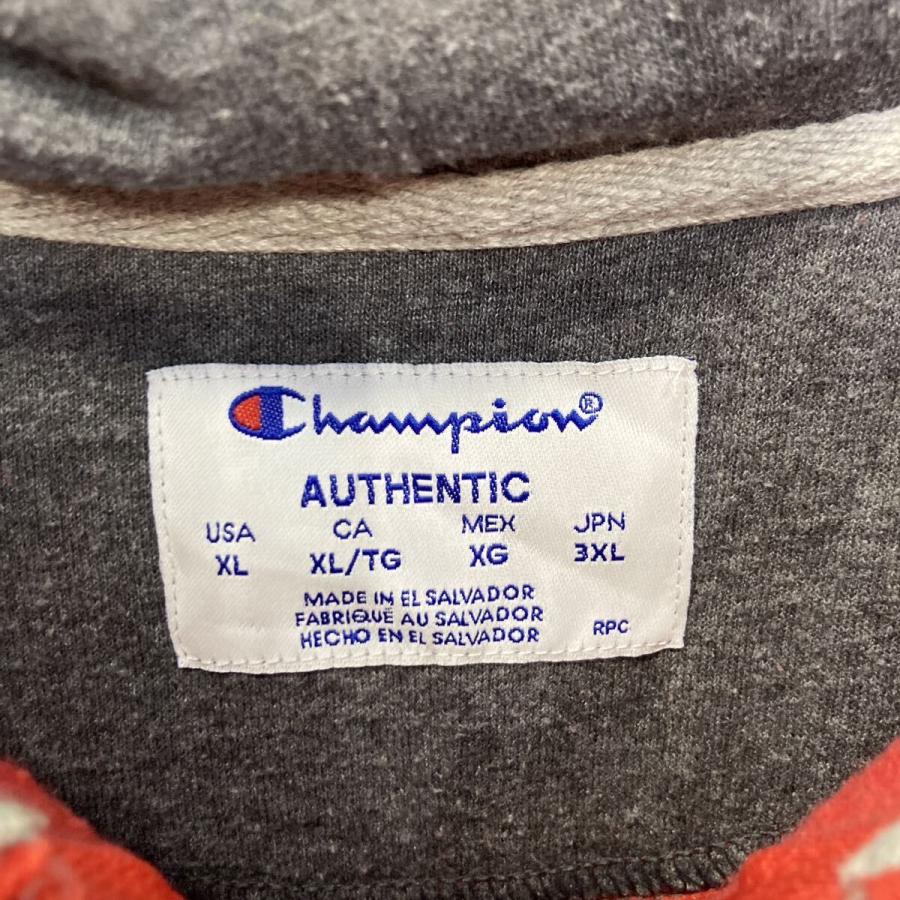 Champion®
AUTHENTIC
USA CA MEX JPN
XL XL/TG XG 3XL
MADE IN EL SALVADOR
FABRIQUÉ AU SALVADOR
HECHO EN EL SALVADOR RPC